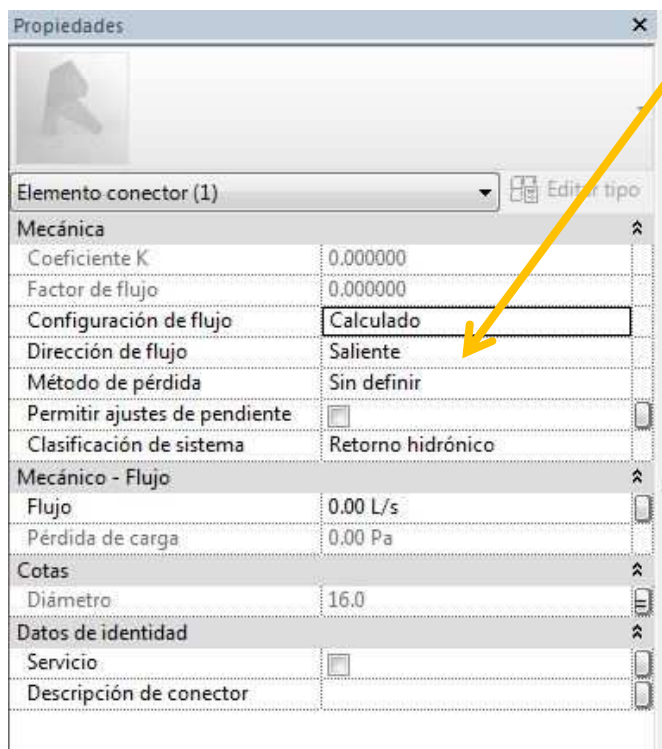 Propiedades
Elemento conector (1) Editar tipo
Mecánica
Coeficiente K 0.000000
Factor de flujo 0.000000
Configuración de flujo Calculado
Dirección de flujo Saliente
Método de pérdida Sin definir
Permitir ajustes de pendiente
Clasificación de sistema Retorno hidrónico
Mecánico - Flujo
Flujo 0.00 L/s
Pérdida de carga 0.00 Pa
Cotas
Diámetro 16.0
Datos de identidad
Servicio
Descripción de conector